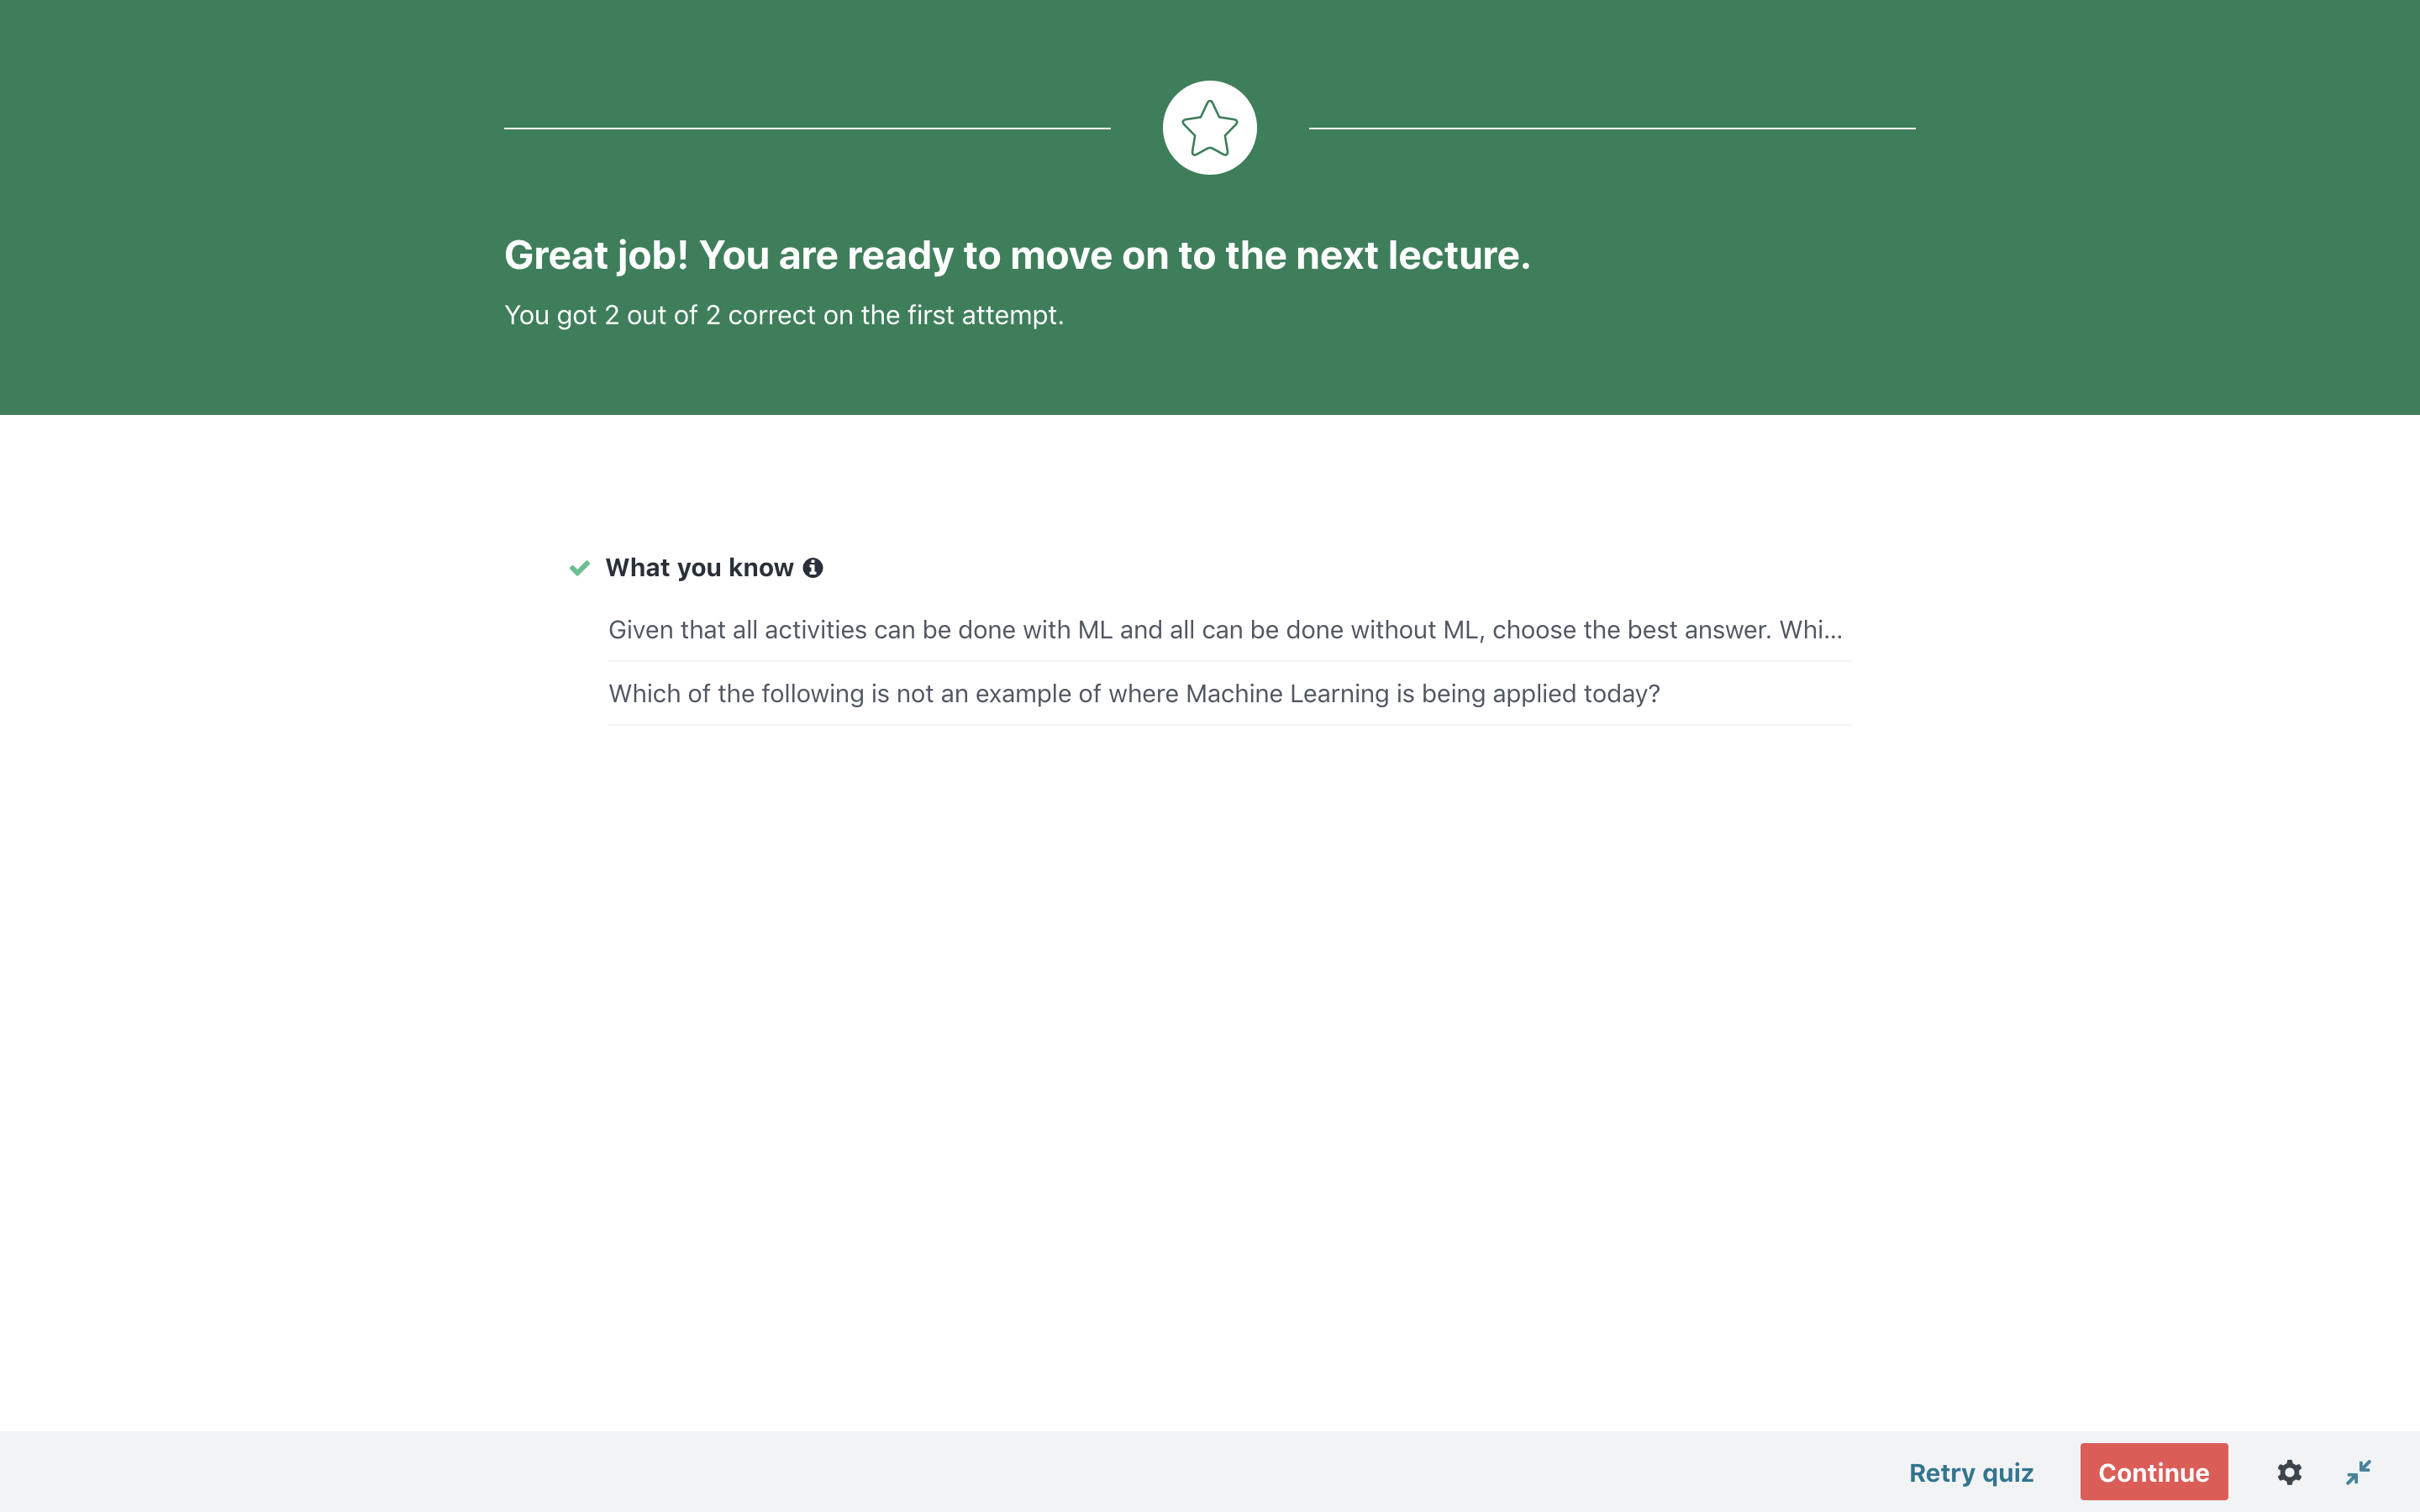 Great job! You are ready to move on to the next lecture.
You got 2 out of 2 correct on the first attempt.
What you know
Given that all activities can be done with ML and all can be done without ML, choose the best answer. Whi...
Which of the following is not an example of where Machine Learning is being applied today?
Retry quiz
Continue